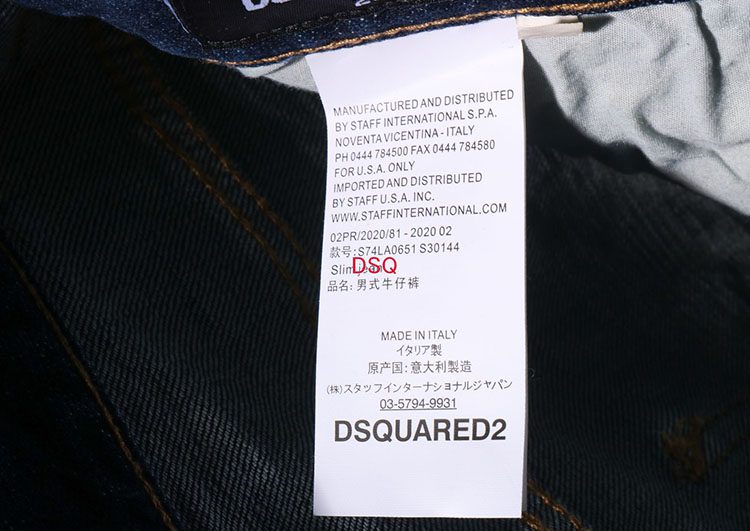 MANUFACTURED AND DISTRIBUTED
BY STAFF INTERNATIONAL S.P.A.
NOVENTA VICENTINA - ITALY
PH 0444 784500 FAX 0444 784580
FOR U.S.A. ONLY
IMPORTED AND DISTRIBUTED
BY STAFF U.S.A. INC.
WWW.STAFFINTERNATIONAL.COM
02PR/2020/81 - 2020 02
款号: S74LA0651 S30144
Slim jean
DSQ
品名: 男式牛仔裤
MADE IN ITALY
イタリア製
原产国: 意大利製造
(株)スタッフインターナショナルジャパン
03-5794-9931
DSQUARED2